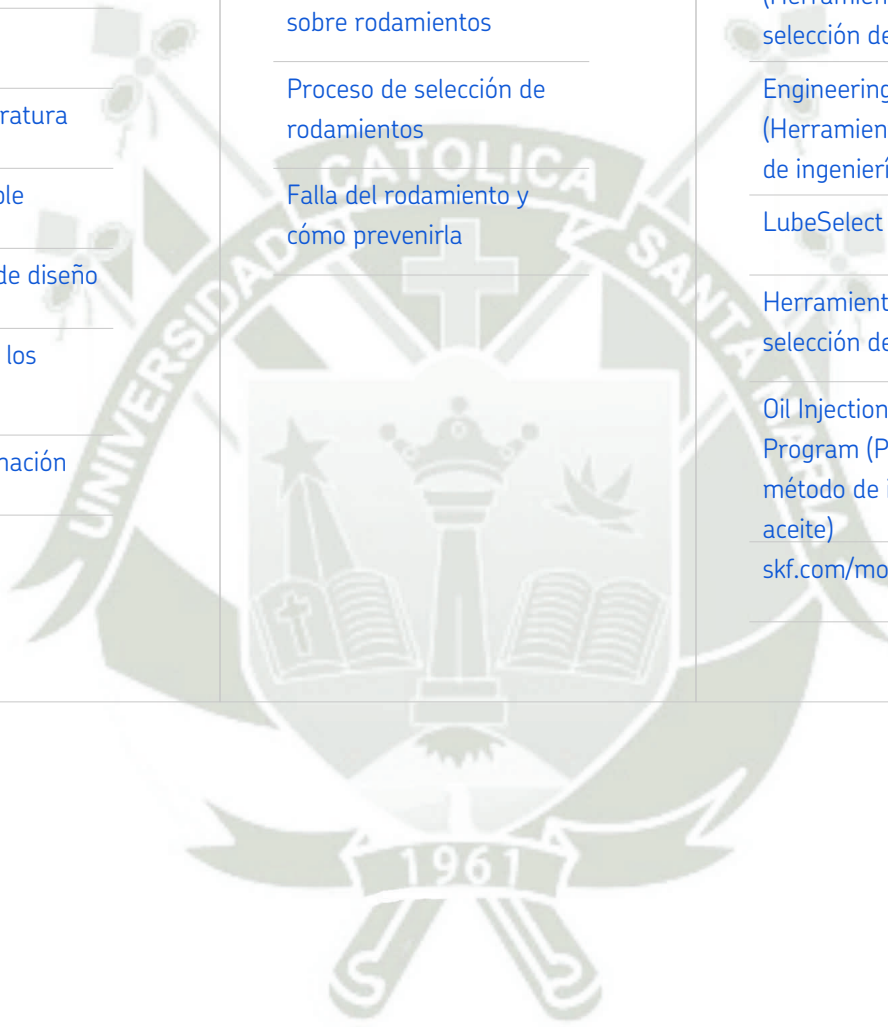 ratura
ole
de diseño
los
nación
sobre rodamientos
Proceso de selección de
rodamientos
Falla del rodamiento y
cómo prevenirla
selección de
Engineering
(Herramien
de ingenierí
LubeSelect
Herramient
selección de
Oil Injection
Program (P
método de i
aceite)
skf.com/mo
UNIVERSIDAD CATOLICA SANTA MARIA
1961